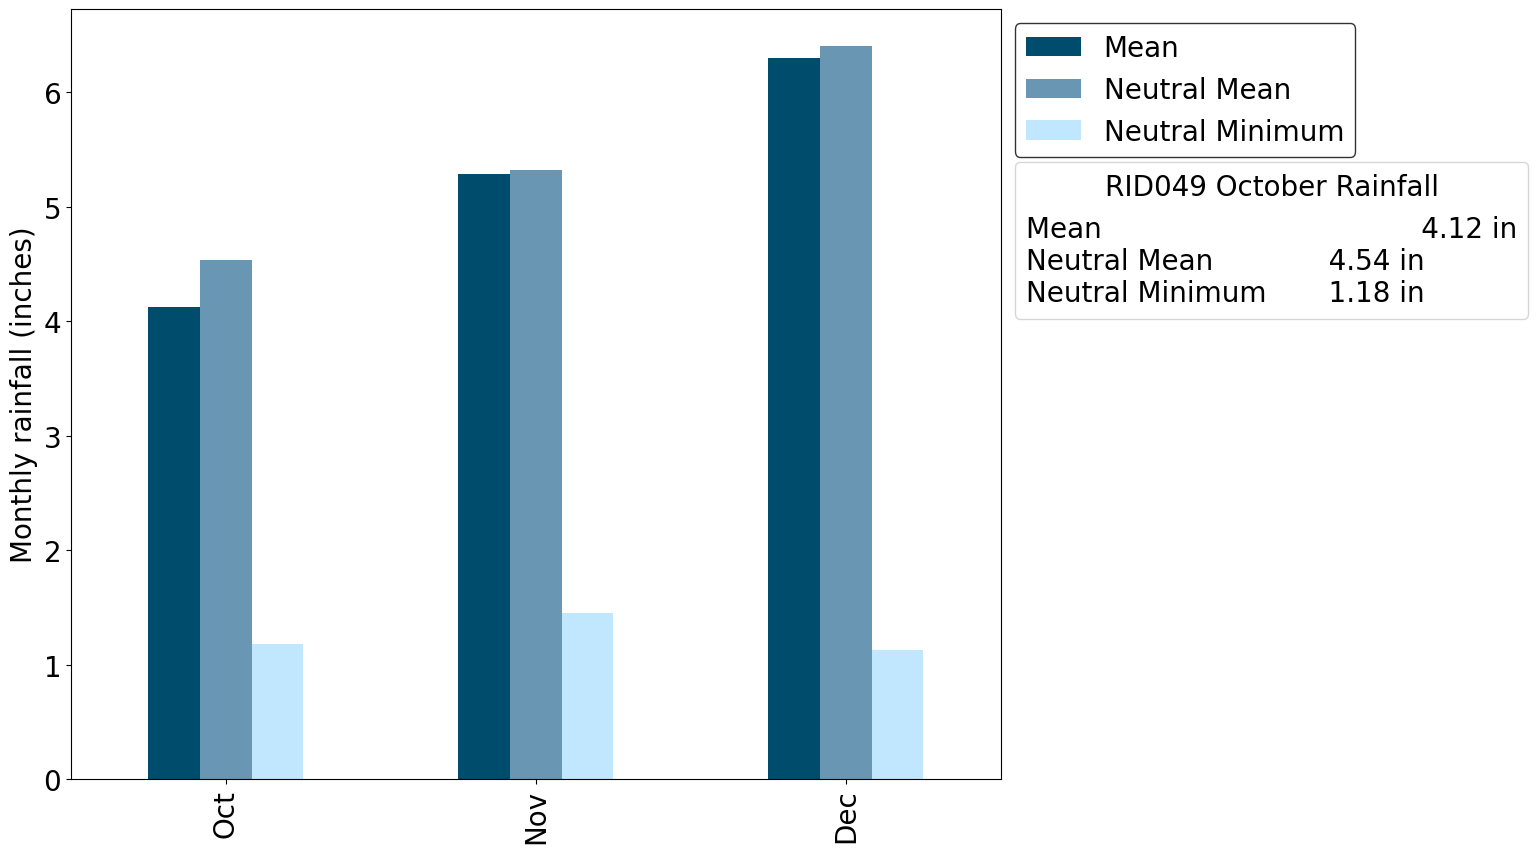 Monthly rainfall (inches)
6
5
4
3
2
1
0
Oct
Nov
Dec
Mean
Neutral Mean
Neutral Minimum
RID049 October Rainfall
Mean 4.12 in
Neutral Mean 4.54 in
Neutral Minimum 1.18 in